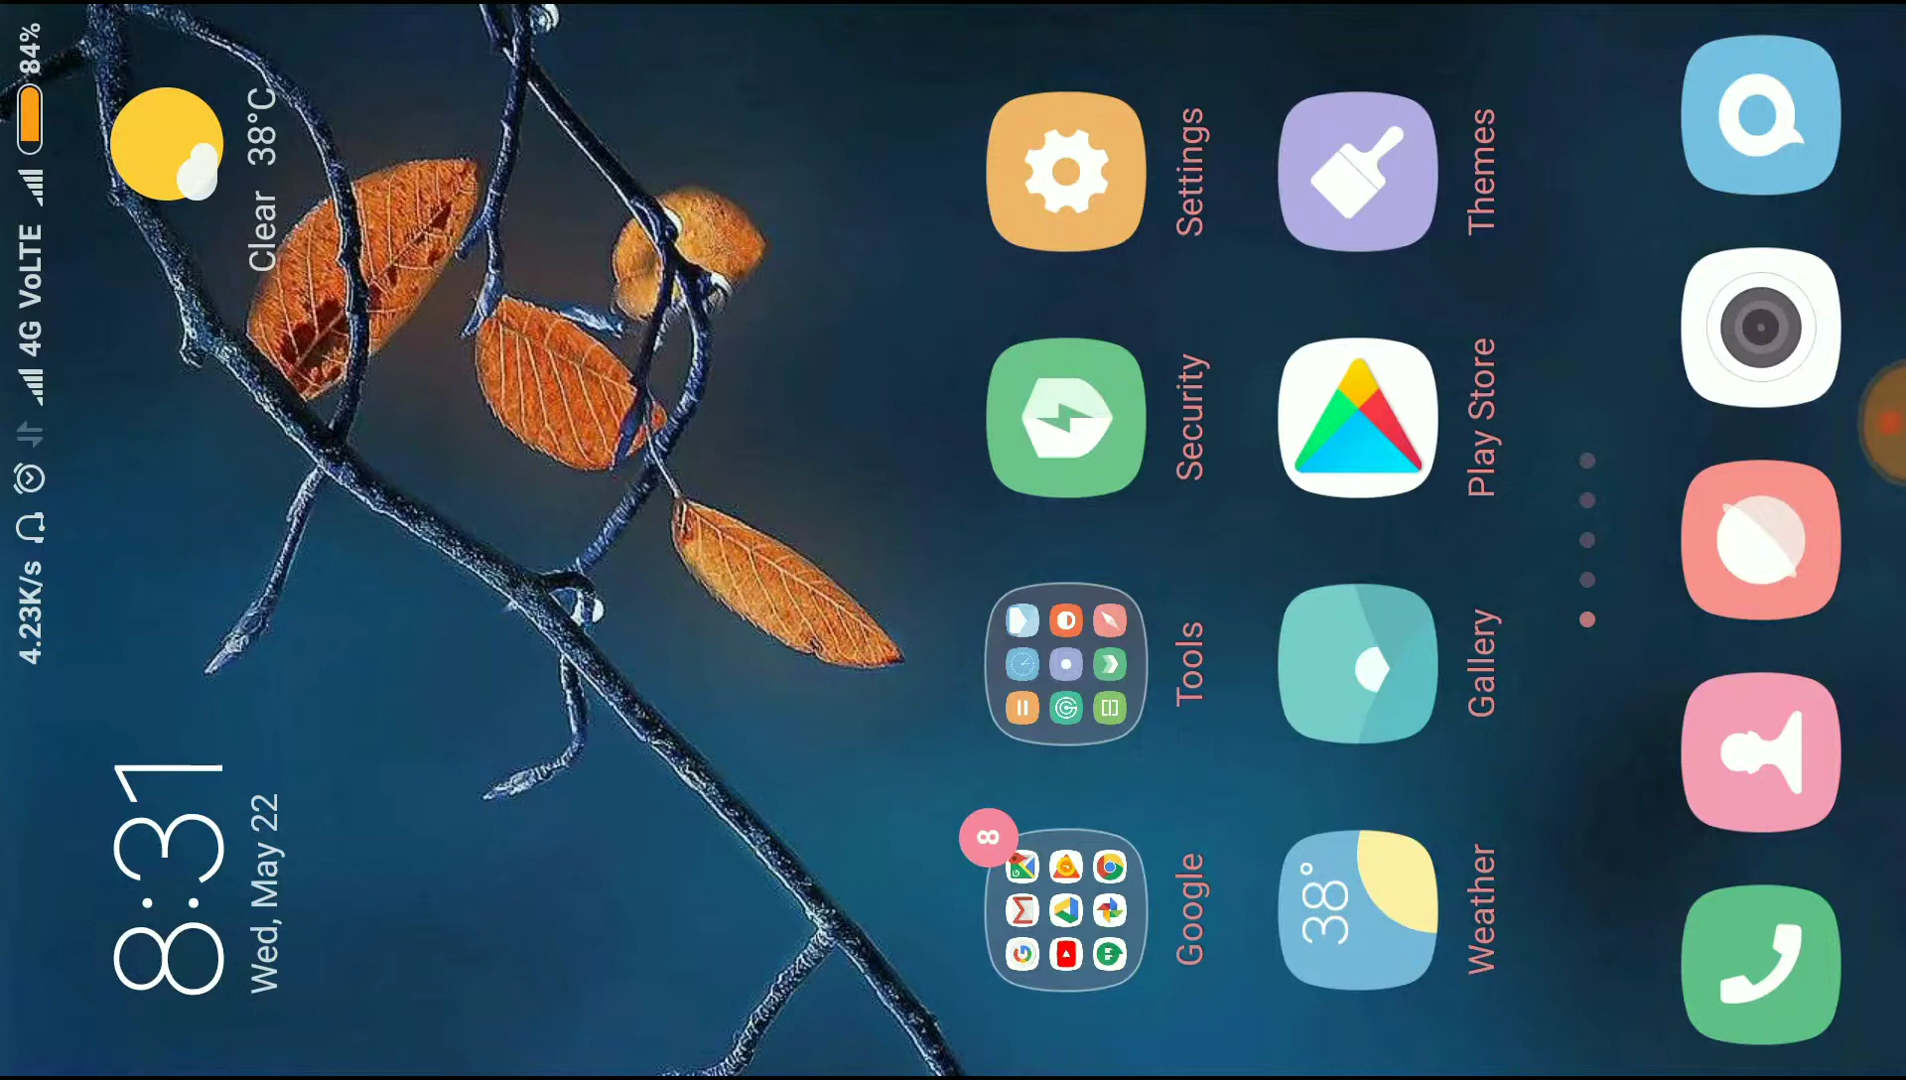 4.23K/s 4G VoLTE 84%
8:31
Wed, May 22
Clear 38°C
8
Google Tools Security Settings
38°
Weather Gallery Play Store Themes